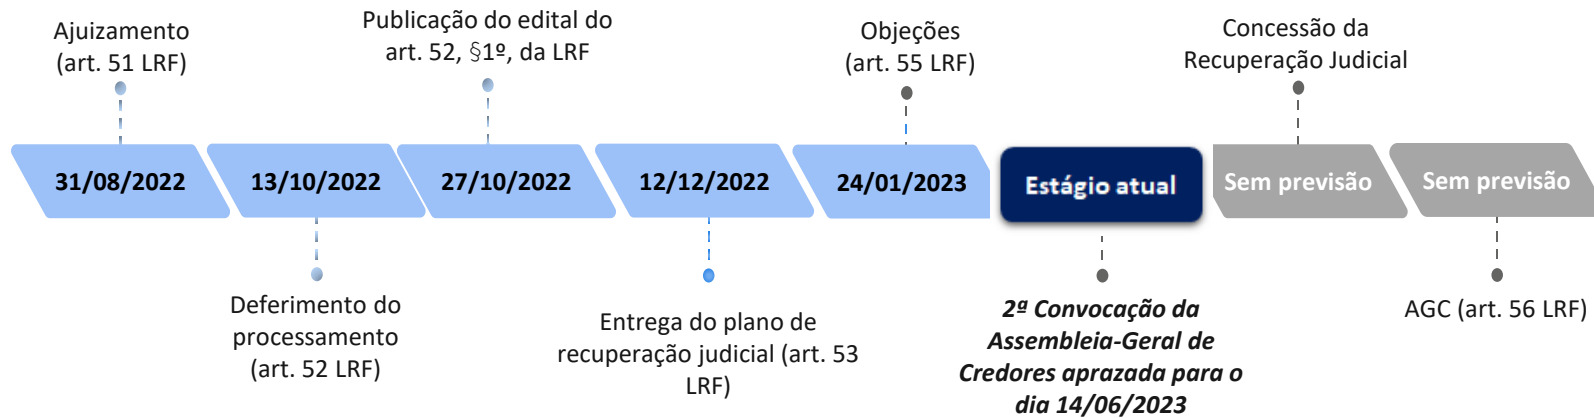 Ajuizamento
(art. 51 LRF)
Publicação do edital do
art. 52, §1º, da LRF
Objeções
(art. 55 LRF)
Concessão da
Recuperação Judicial
31/08/2022
13/10/2022
27/10/2022
12/12/2022
24/01/2023
Estágio atual
Sem previsão
Sem previsão
Deferimento do
processamento
(art. 52 LRF)
Entrega do plano de
recuperação judicial (art. 53
LRF)
2ª Convocação da
Assembleia-Geral de
Credores aprazada para o
dia 14/06/2023
AGC (art. 56 LRF)